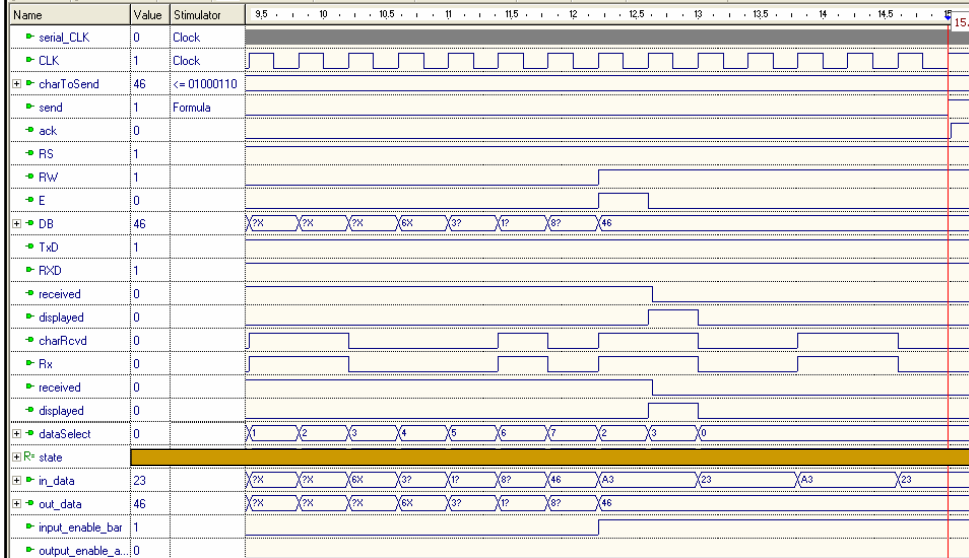 Name Value Stimulator 9,5 10 10,5 11 11,5 12 12,5 13 13,5 14 14,5 15
15.
serial_CLK 0 Clock
CLK 1 Clock
charToSend 46 <= 01000110
send 1 Formula
ack 0
RS 1
RW 1
E 0
DB 46 ?X ?X ?X 6X 3? 1? 8? 46
TxD 1
RXD 1
received 0
displayed 0
charRcvd 0
Rx 0
received 0
displayed 0
dataSelect 0 1 2 3 4 5 6 7 2 3 0
state
in_data 23 ?X ?X 6X 3? 1? 8? 46 A3 23 A3 23
out_data 46 ?X ?X ?X 6X 3? 1? 8? 46
input_enable_bar 1
output_enable_a... 0